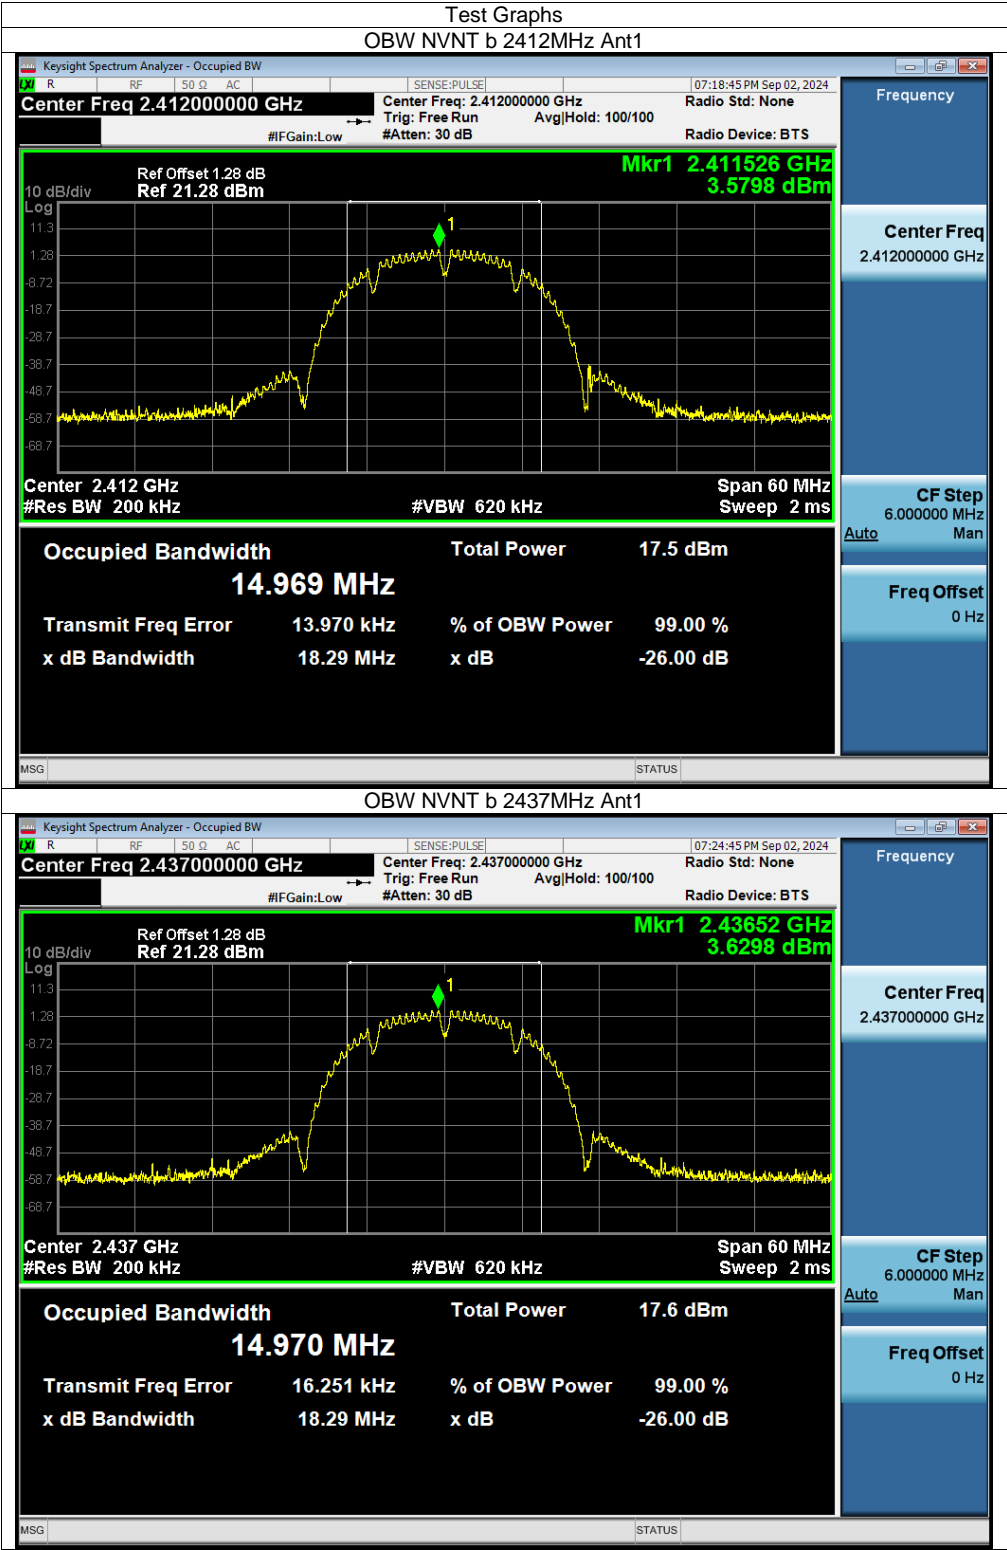 Test Graphs
OBW NVNT b 2412MHz Ant1
Keysight Spectrum Analyzer - Occupied BW
LXI R RF 50 Ω AC SENSE:PULSE 07:18:45 PM Sep 02, 2024
Center Freq 2.412000000 GHz Center Freq: 2.412000000 GHz Radio Std: None Frequency
Trig: Free Run Avg|Hold: 100/100
#IFGain:Low #Atten: 30 dB Radio Device: BTS
Mkr1 2.411526 GHz
3.5798 dBm
Ref Offset 1.28 dB
10 dB/div Ref 21.28 dBm
Log
11.3
1.28
-8.72
-18.7
-28.7
-38.7
-48.7
-58.7
-68.7
1
Center Freq
2.412000000 GHz
Center 2.412 GHz Span 60 MHz
#Res BW 200 kHz #VBW 620 kHz Sweep 2 ms
CF Step
6.000000 MHz
Auto Man
Occupied Bandwidth Total Power 17.5 dBm
14.969 MHz
Freq Offset
0 Hz
Transmit Freq Error 13.970 kHz % of OBW Power 99.00 %
x dB Bandwidth 18.29 MHz x dB -26.00 dB
MSG STATUS
OBW NVNT b 2437MHz Ant1
Keysight Spectrum Analyzer - Occupied BW
LXI R RF 50 Ω AC SENSE:PULSE 07:24:45 PM Sep 02, 2024
Center Freq 2.437000000 GHz Center Freq: 2.437000000 GHz Radio Std: None Frequency
Trig: Free Run Avg|Hold: 100/100
#IFGain:Low #Atten: 30 dB Radio Device: BTS
Mkr1 2.43652 GHz
3.6298 dBm
Ref Offset 1.28 dB
10 dB/div Ref 21.28 dBm
Log
11.3
1.28
-8.72
-18.7
-28.7
-38.7
-48.7
-58.7
-68.7
1
Center Freq
2.437000000 GHz
Center 2.437 GHz Span 60 MHz
#Res BW 200 kHz #VBW 620 kHz Sweep 2 ms
CF Step
6.000000 MHz
Auto Man
Occupied Bandwidth Total Power 17.6 dBm
14.970 MHz
Freq Offset
0 Hz
Transmit Freq Error 16.251 kHz % of OBW Power 99.00 %
x dB Bandwidth 18.29 MHz x dB -26.00 dB
MSG STATUS